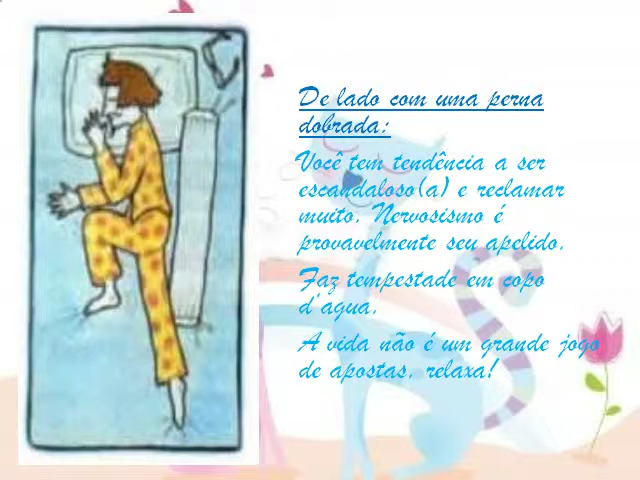 De lado com uma perna
dobrada:
Você tem tendência a ser
escandaloso(a) e reclamar
muito. Nervosismo é
provavelmente seu apelido.
Faz tempestade em copo
d'agua.
A vida não é um grande jogo
de apostas, relaxa!